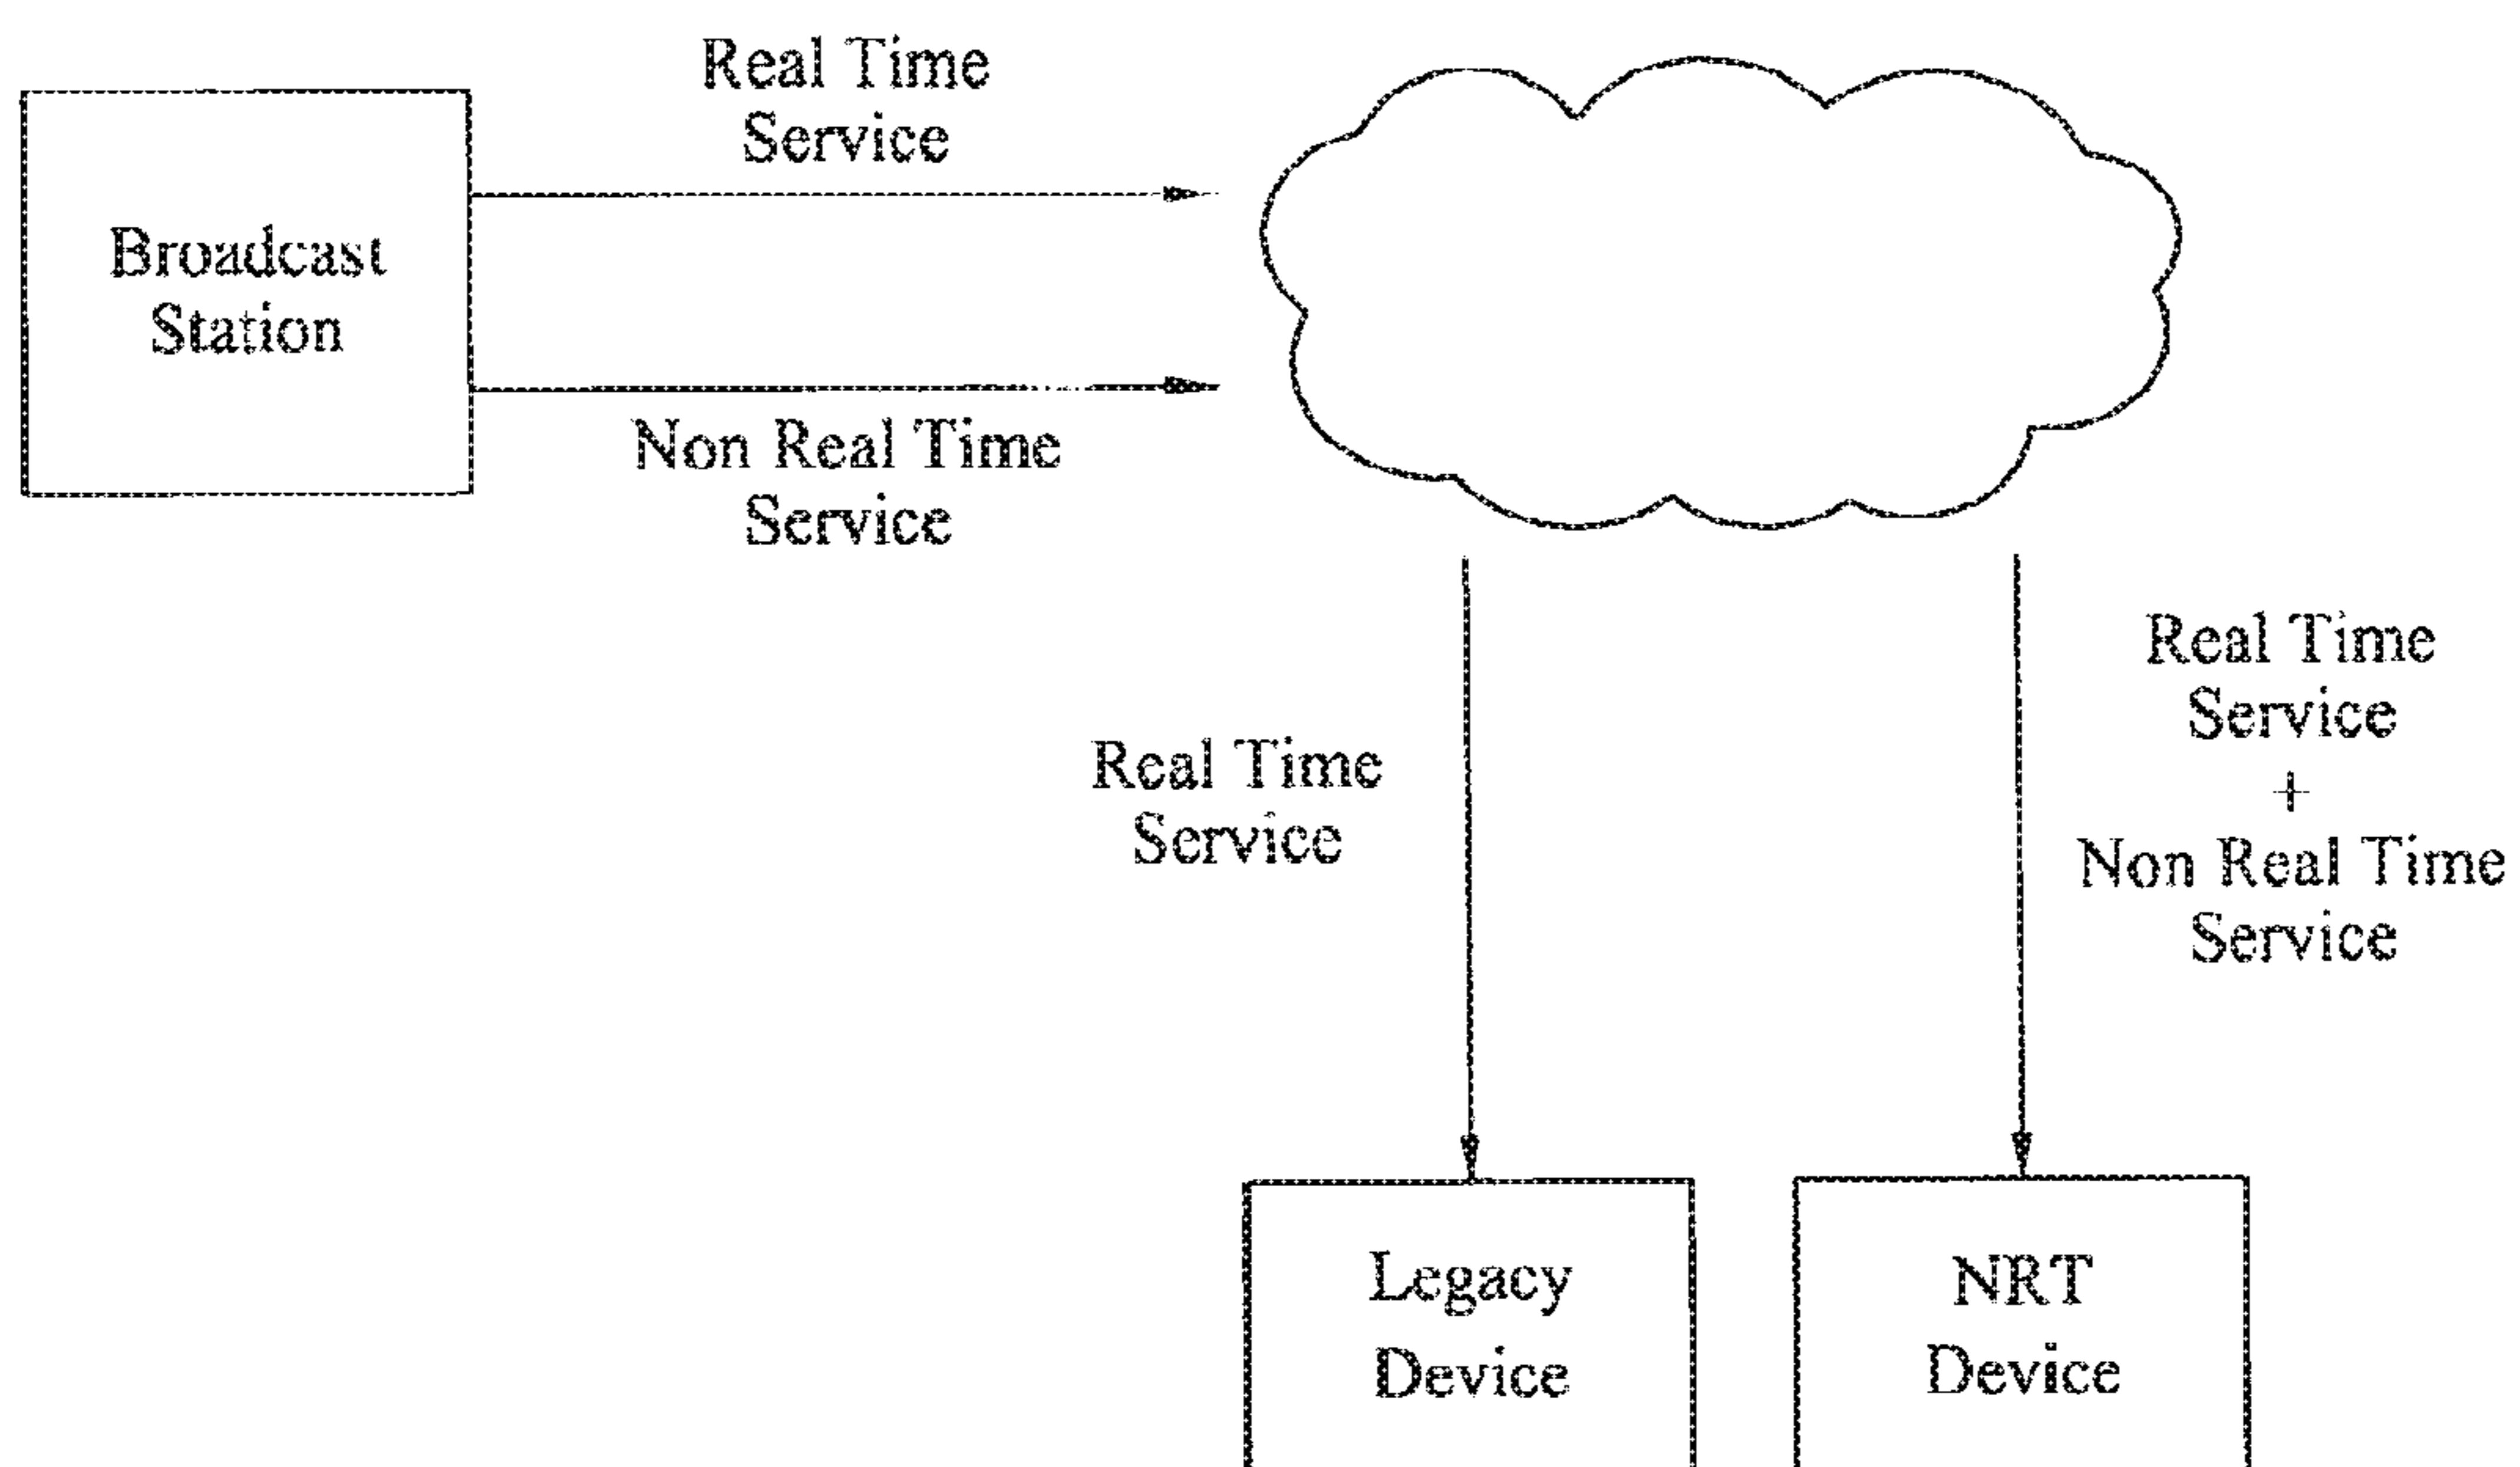 Real Time
Service
Broadcast
Station
Non Real Time
Service
Real Time
Service
Real Time
Service
+
Non Real Time
Service
Legacy
Device
NRT
Device